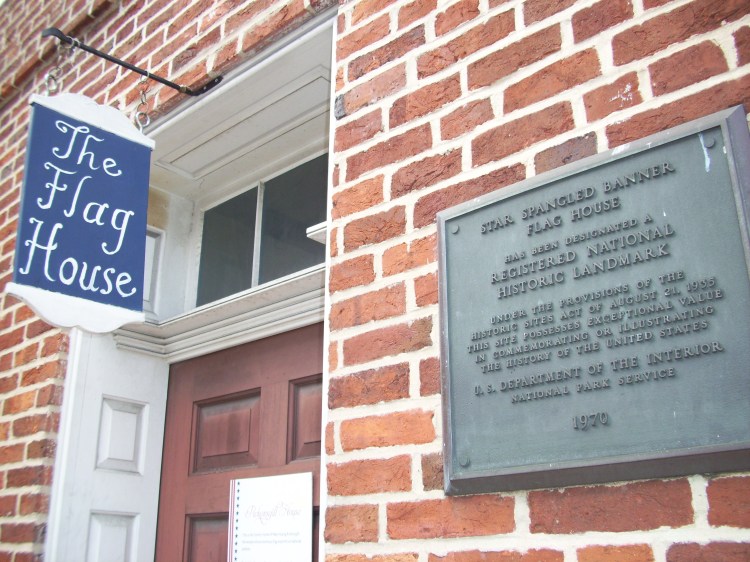 The
Flag
House
STAR SPANGLED BANNER
FLAG HOUSE
HAS BEEN DESIGNATED A
REGISTERED NATIONAL
HISTORIC LANDMARK
UNDER THE PROVISIONS OF THE
HISTORIC SITES ACT OF AUGUST 21, 1935
THIS SITE POSSESSES EXCEPTIONAL VALUE
IN COMMEMORATING OR ILLUSTRATING
THE HISTORY OF THE UNITED STATES
U. S. DEPARTMENT OF THE INTERIOR
NATIONAL PARK SERVICE
1970
House